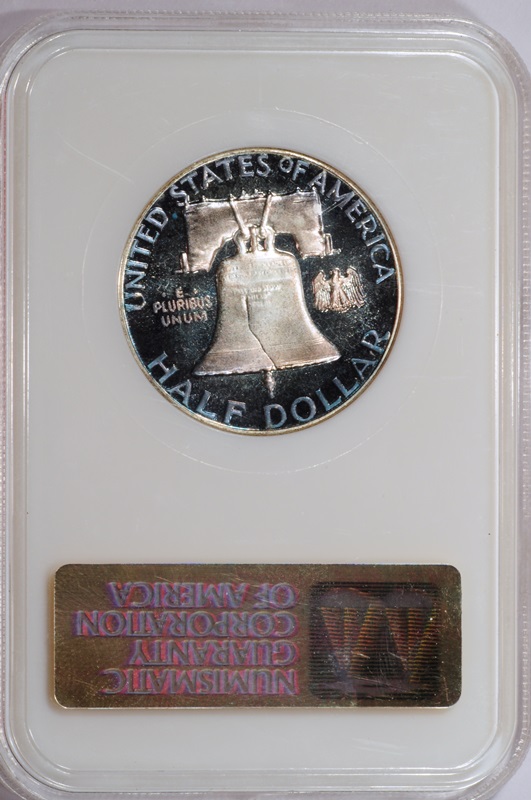 UNITED STATES OF AMERICA
E
PLURIBUS
UNUM
HALF DOLLAR
NUMISMATIC
GUARANTY
CORPORATION
OF AMERICA